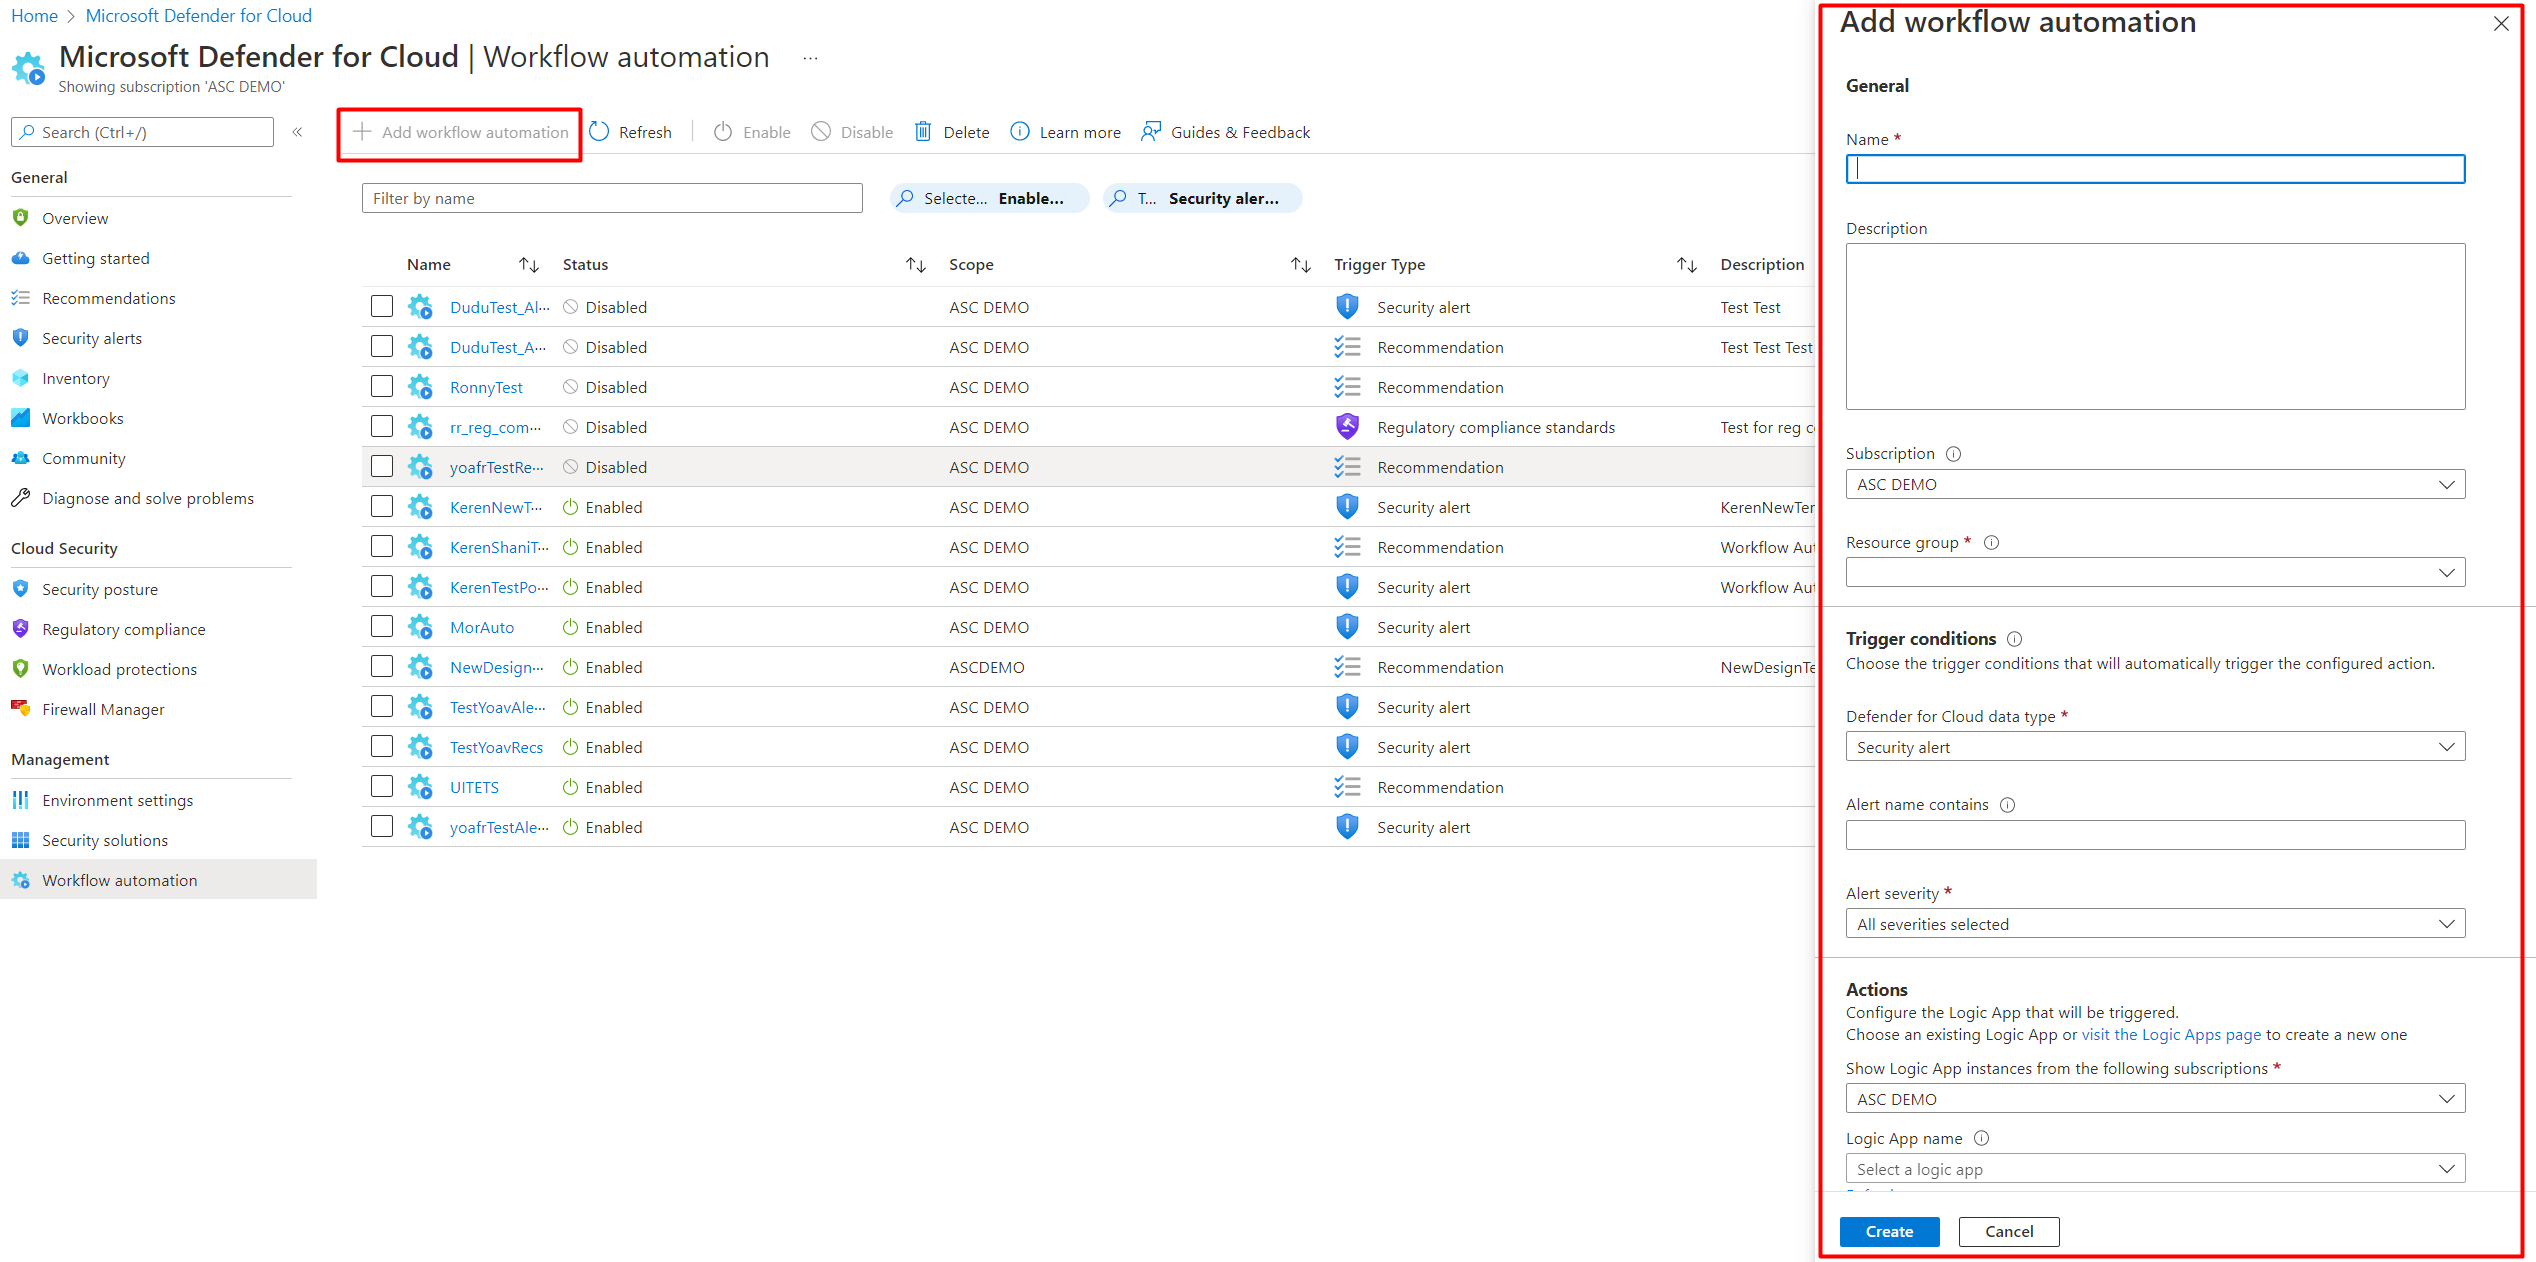 Home > Microsoft Defender for Cloud
Microsoft Defender for Cloud | Workflow automation ...
Showing subscription 'ASC DEMO'
Search (Ctrl+/) «
General
Overview
Getting started
Recommendations
Security alerts
Inventory
Workbooks
Community
Diagnose and solve problems
Cloud Security
Security posture
Regulatory compliance
Workload protections
Firewall Manager
Management
Environment settings
Security solutions
Workflow automation
+ Add workflow automation Refresh Enable Disable Delete Learn more Guides & Feedback
Filter by name Selecte... Enable... T... Security aler...
Name Status Scope Trigger Type Description
DuduTest_Al... Disabled ASC DEMO Security alert Test Test
DuduTest_A... Disabled ASC DEMO Recommendation Test Test Test
RonnyTest Disabled ASC DEMO Recommendation
rr_reg_com... Disabled ASC DEMO Regulatory compliance standards Test for reg c
yoafrTestRe... Disabled ASC DEMO Recommendation
KerenNewT... Enabled ASC DEMO Security alert KerenNewTer
KerenShaniT... Enabled ASC DEMO Recommendation Workflow Aut
KerenTestPo... Enabled ASC DEMO Security alert Workflow Aut
MorAuto Enabled ASC DEMO Security alert
NewDesign... Enabled ASCDEMO Recommendation NewDesignTe
TestYoavAle... Enabled ASC DEMO Security alert
TestYoavRecs Enabled ASC DEMO Security alert
UITETS Enabled ASC DEMO Recommendation
yoafrTestAle... Enabled ASC DEMO Security alert
Add workflow automation
General
Name *
Description
Subscription
ASC DEMO
Resource group *
Trigger conditions
Choose the trigger conditions that will automatically trigger the configured action.
Defender for Cloud data type *
Security alert
Alert name contains
Alert severity *
All severities selected
Actions
Configure the Logic App that will be triggered.
Choose an existing Logic App or visit the Logic Apps page to create a new one
Show Logic App instances from the following subscriptions *
ASC DEMO
Logic App name
Select a logic app
Create Cancel